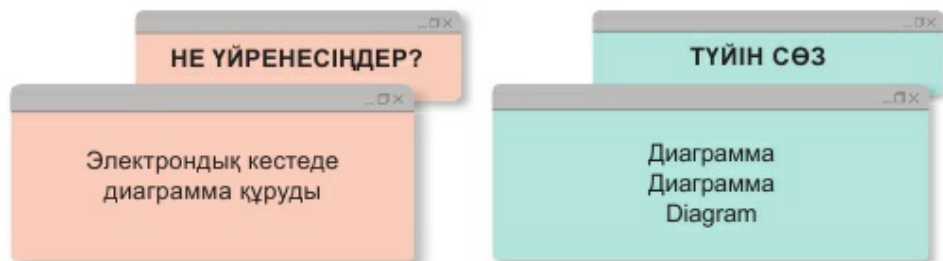 НЕ ҮЙРЕНЕСІҢДЕР?
Электрондық кестеде
диаграмма құруды
ТҮЙІН СӨЗ
Диаграмма
Диаграмма
Diagram